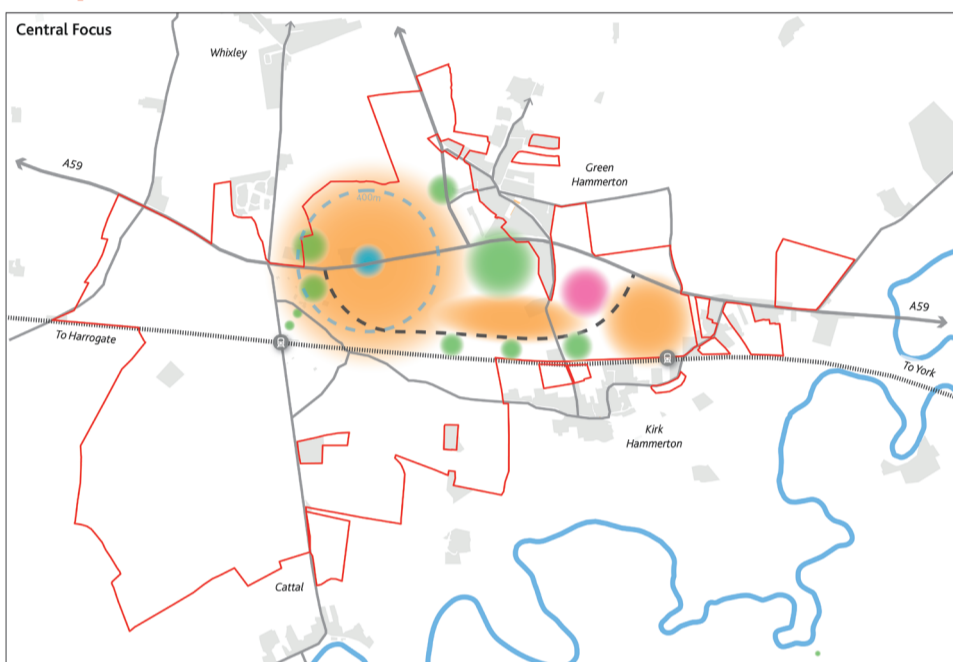 Central Focus
Whixley
A59
400m
Green
Hammerton
A59
To Harrogate
To York
Kirk
Hammerton
Cattal